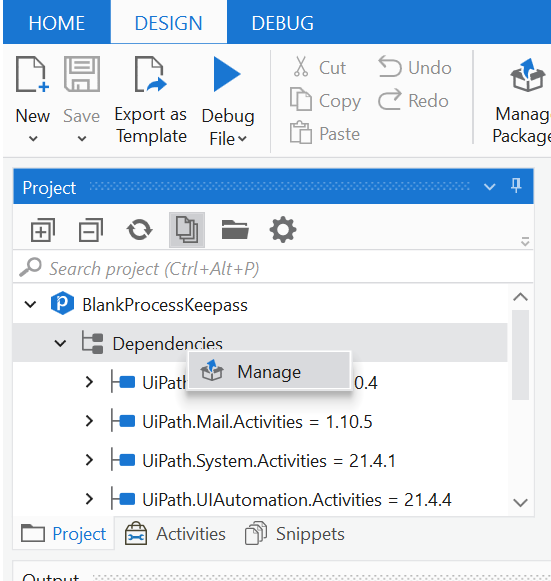 HOME DESIGN DEBUG
New Save Export as Template Debug File Cut Copy Paste Undo Redo Manag Package
Project
Search project (Ctrl+Alt+P)
BlankProcessKeepass
Dependencies
Manage
UiPath. 0.4
UiPath.Mail.Activities = 1.10.5
UiPath.System.Activities = 21.4.1
UiPath.UIAutomation.Activities = 21.4.4
Project Activities Snippets
Output